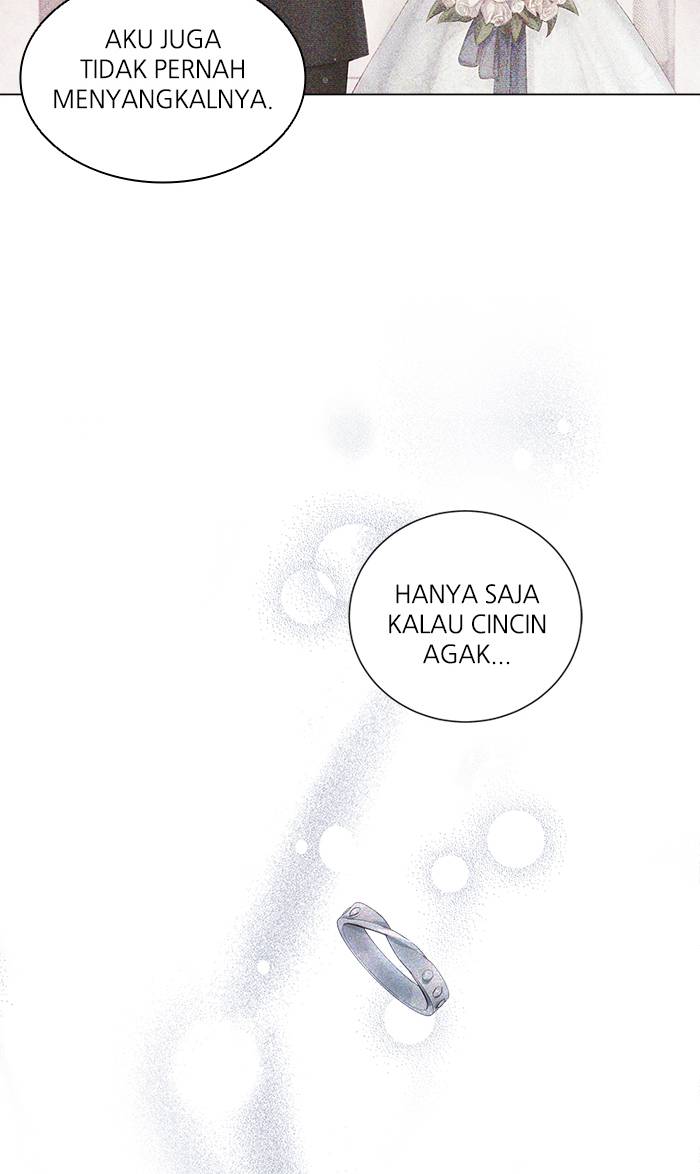 AKU JUGA
TIDAK PERNAH
MENYANGKALNYA.
HANYA SAJA
KALAU CINCIN
AGAK...